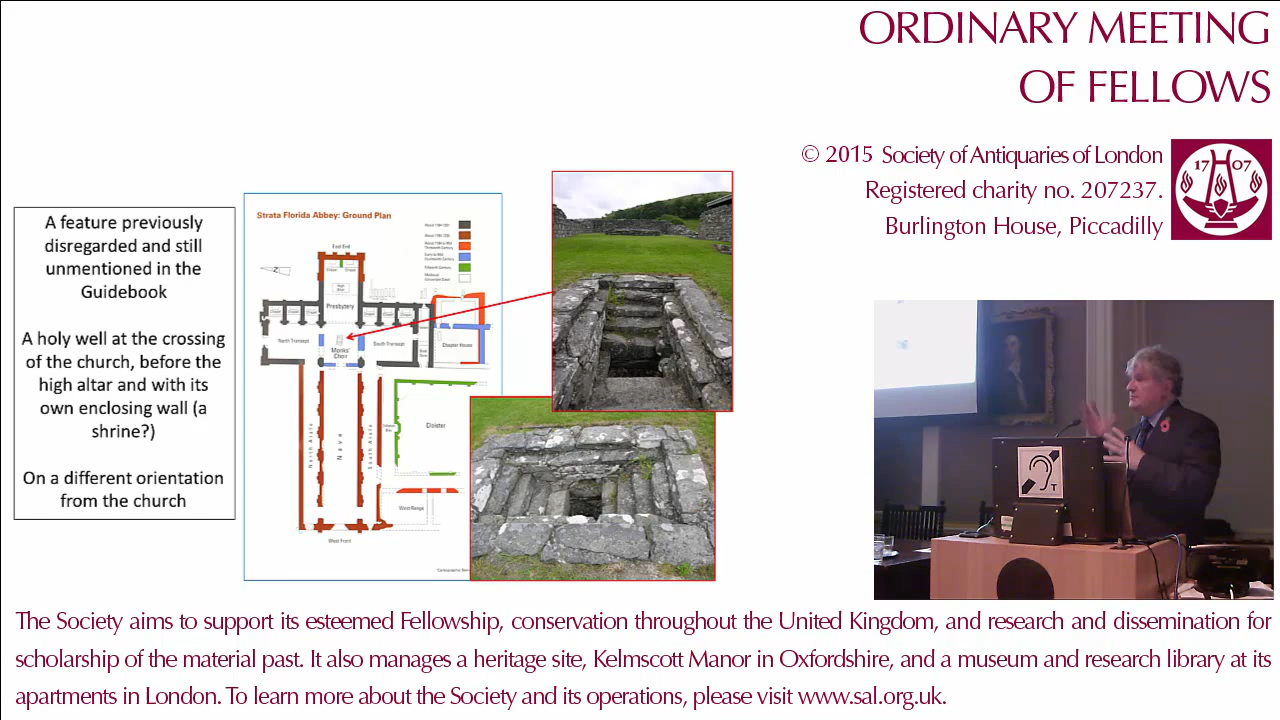 ORDINARY MEETING
OF FELLOWS
© 2015 Society of Antiquaries of London
Registered charity no. 207237.
Burlington House, Piccadilly
17 07
A feature previously
disregarded and still
unmentioned in the
Guidebook
A holy well at the crossing
of the church, before the
high altar and with its
own enclosing wall (a
shrine?)
On a different orientation
from the church
Strata Florida Abbey: Ground Plan
East End
Presbytery
North Transept
Monks'
Choir
South Transept
Chapter House
North Aisle
Nave
South Aisle
Cloister
West Range
West Front
T
The Society aims to support its esteemed Fellowship, conservation throughout the United Kingdom, and research and dissemination for
scholarship of the material past. It also manages a heritage site, Kelmscott Manor in Oxfordshire, and a museum and research library at its
apartments in London. To learn more about the Society and its operations, please visit www.sal.org.uk.